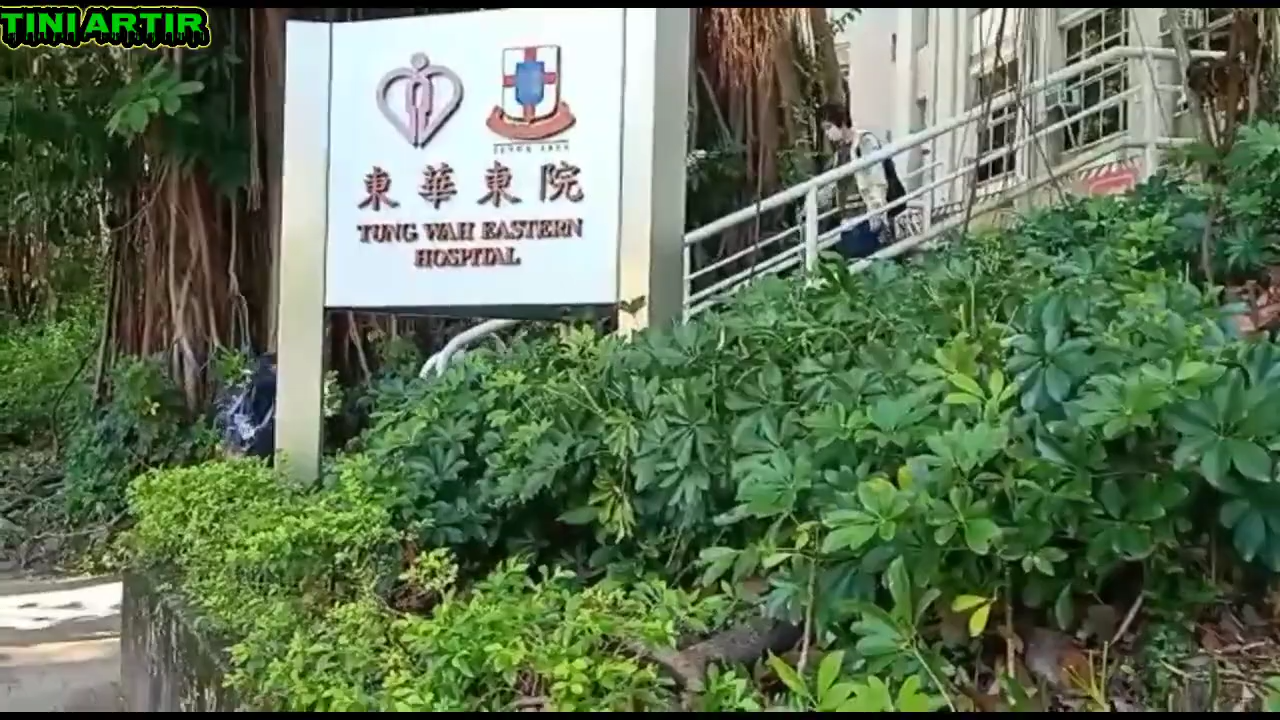 TINI ARTIR
東華東院
TUNG WAH EASTERN
HOSPITAL